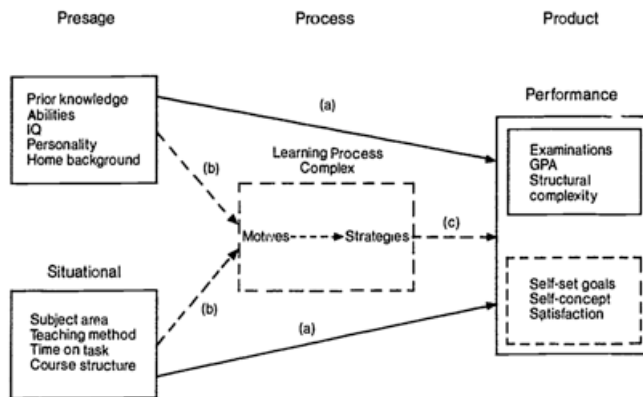 Presage
Process
Product
Prior knowledge
Abilities
IQ
Personality
Home background
(a)
Performance
Examinations
GPA
Structural
complexity
(b)
Learning Process
Complex
Motives
Strategies
(c)
Situational
Subject area
Teaching method
Time on task
Course structure
(b)
(a)
Self-set goals
Self-concept
Satisfaction